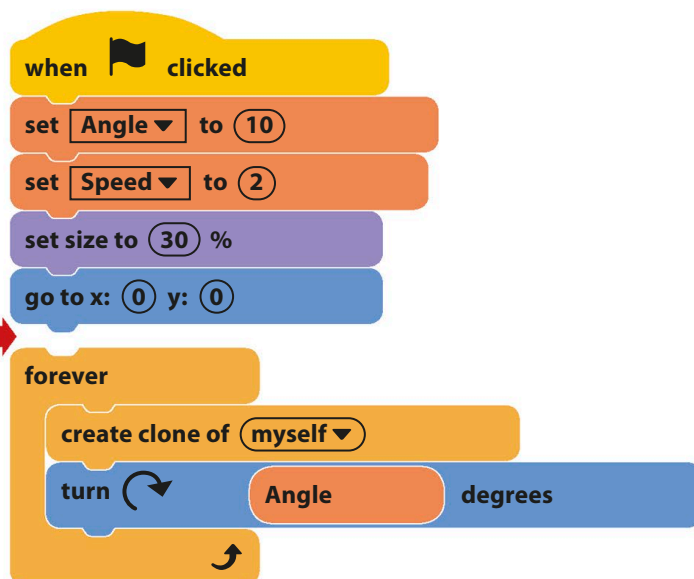 when clicked
set Angle to 10
set Speed to 2
set size to 30 %
go to x: 0 y: 0
forever
create clone of myself
turn Angle degrees